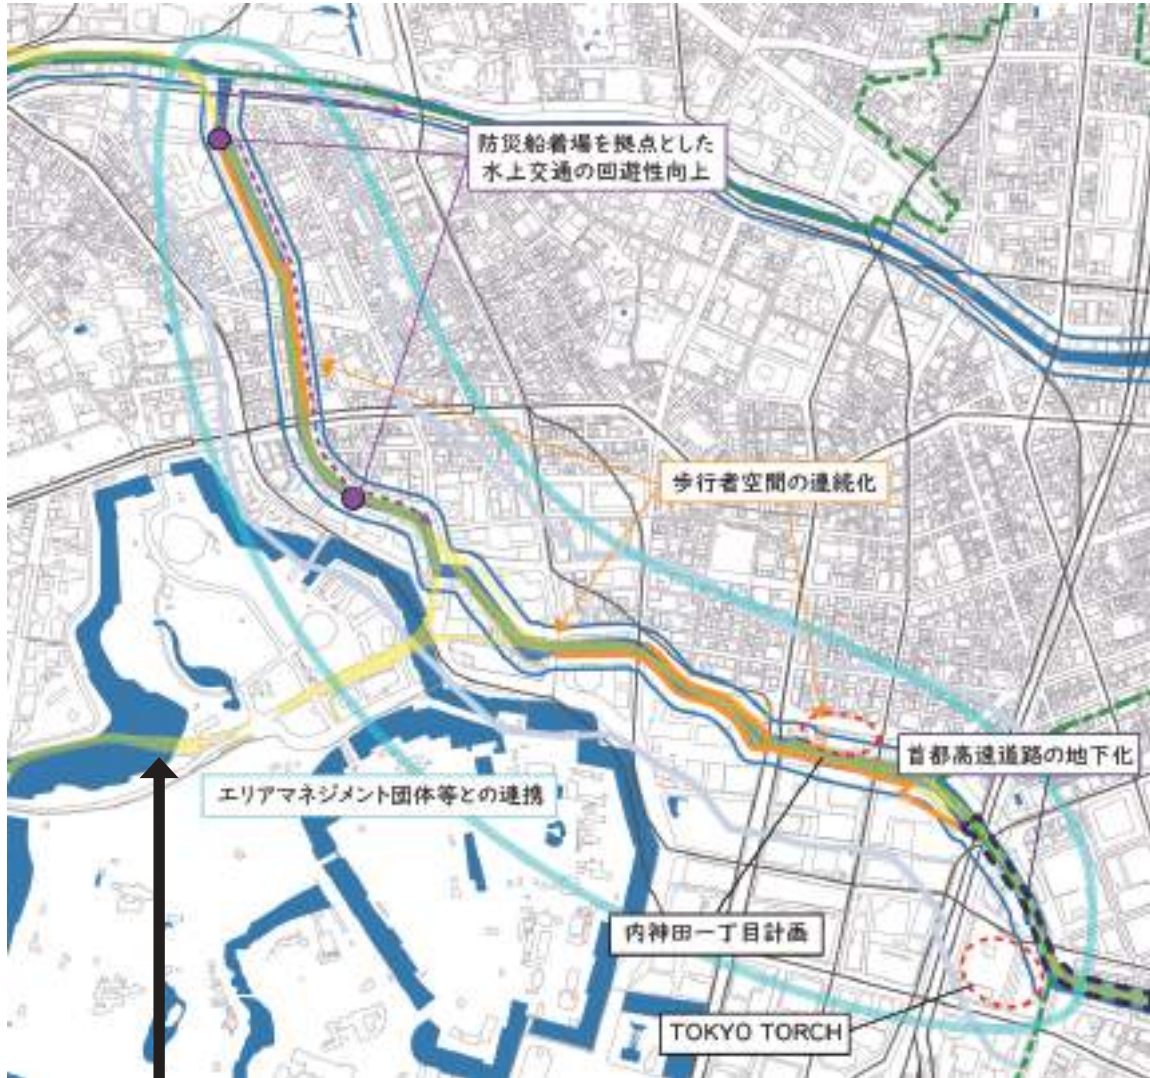 防災船着場を拠点とした
水上交通の回遊性向上
歩行者空間の連続化
首都高速道路の地下化
エリアマネジメント団体等との連携
内神田一丁目計画
TOKYO TORCH